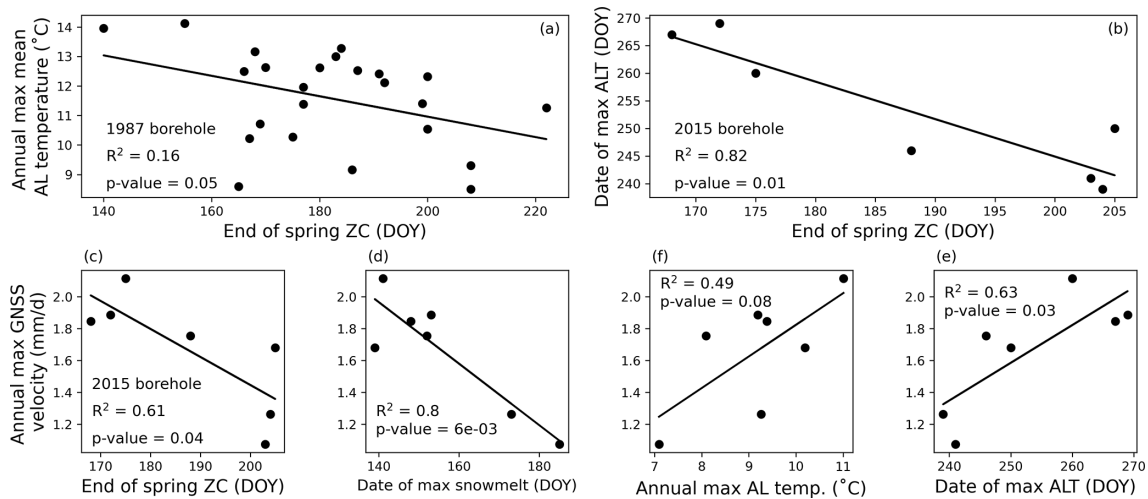 (a)
Annual max mean
AL temperature (˚C)
14
13
12
11
10
9
1987 borehole
R² = 0.16
p-value = 0.05
140 160 180 200 220
End of spring ZC (DOY)
(b)
Date of max ALT (DOY)
270
265
260
255
250
245
240
2015 borehole
R² = 0.82
p-value = 0.01
170 175 180 185 190 195 200 205
End of spring ZC (DOY)
(c)
Annual max GNSS
velocity (mm/d)
2.0
1.8
1.6
1.4
1.2
2015 borehole
R² = 0.61
p-value = 0.04
170 180 190 200
End of spring ZC (DOY)
(d)
2.0
1.8
1.6
1.4
1.2
R² = 0.8
p-value = 6e-03
140 160 180
Date of max snowmelt (DOY)
(f)
2.0
1.8
1.6
1.4
1.2
R² = 0.49
p-value = 0.08
7 8 9 10 11
Annual max AL temp. (˚C)
(e)
2.0
1.8
1.6
1.4
1.2
R² = 0.63
p-value = 0.03
240 250 260 270
Date of max ALT (DOY)